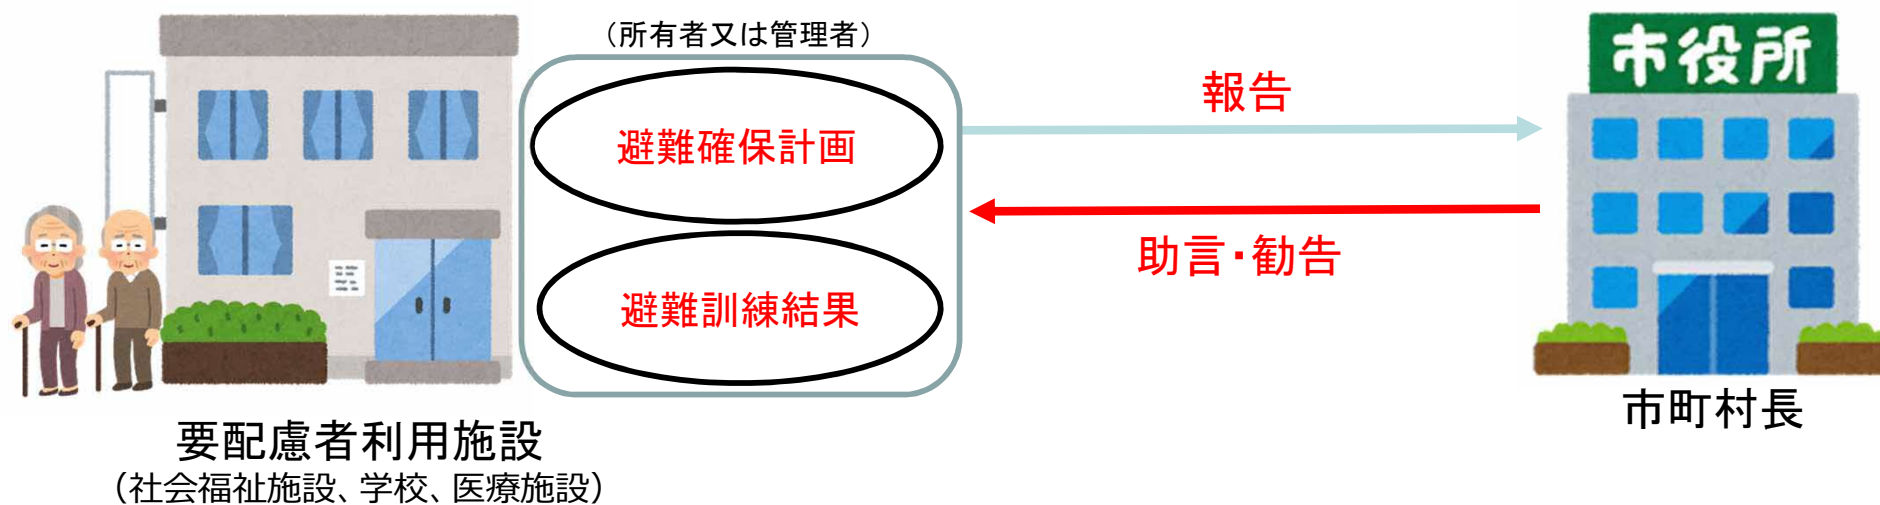 （所有者又は管理者）
避難確保計画
避難訓練結果
報告
助言・勧告
市役所
市町村長
要配慮者利用施設
（社会福祉施設、学校、医療施設）